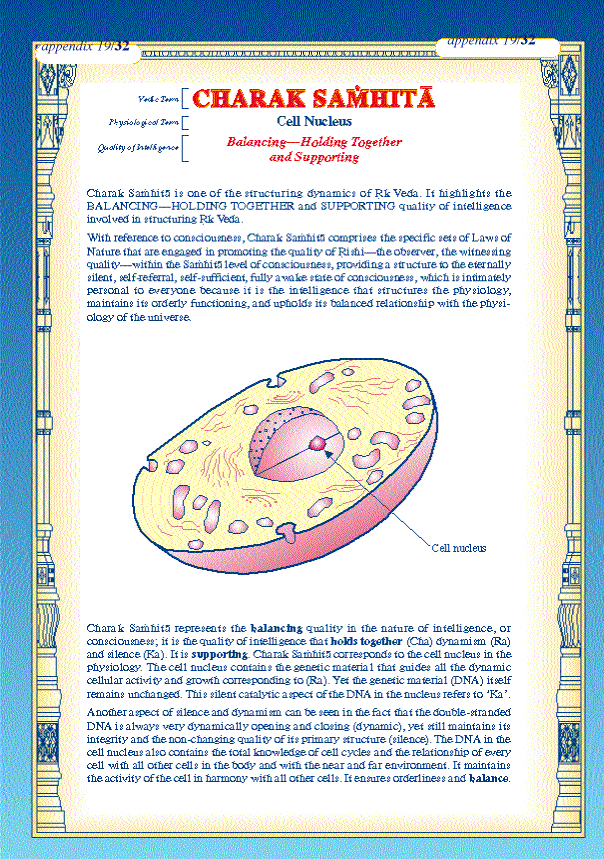 appendix 19/32
appendix 19/32
Vedic Term
CHARAK SAṀHITĀ
Physiological Term
Cell Nucleus
Quality of Intelligence
Balancing—Holding Together
and Supporting
Charak Saṁhitā is one of the structuring dynamics of Ṛk Veda. It highlights the
BALANCING—HOLDING TOGETHER and SUPPORTING quality of intelligence
involved in structuring Ṛk Veda.
With reference to consciousness, Charak Saṁhitā comprises the specific sets of Laws of
Nature that are engaged in promoting the quality of Ṛishi—the observer, the witnessing
quality—within the Saṁhitā level of consciousness, providing a structure to the eternally
silent, self-referral, self-sufficient, fully awake state of consciousness, which is intimately
personal to everyone because it is the intelligence that structures the physiology,
maintains its orderly functioning, and upholds its balanced relationship with the physi-
ology of the universe.
Cell nucleus
Charak Saṁhitā represents the balancing quality in the nature of intelligence, or
consciousness; it is the quality of intelligence that holds together (Cha) dynamism (Ra)
and silence (Ka). It is supporting. Charak Saṁhitā corresponds to the cell nucleus in the
physiology. The cell nucleus contains the genetic material that guides all the dynamic
cellular activity and growth corresponding to (Ra). Yet the genetic material (DNA) itself
remains unchanged. This silent catalytic aspect of the DNA in the nucleus refers to ‘Ka’.
Another aspect of silence and dynamism can be seen in the fact that the double-stranded
DNA is always very dynamically opening and closing (dynamic), yet still maintains its
integrity and the non-changing quality of its primary structure (silence). The DNA in the
cell nucleus also contains the total knowledge of cell cycles and the relationship of every
cell with all other cells in the body and with the near and far environment. It maintains
the activity of the cell in harmony with all other cells. It ensures orderliness and balance.